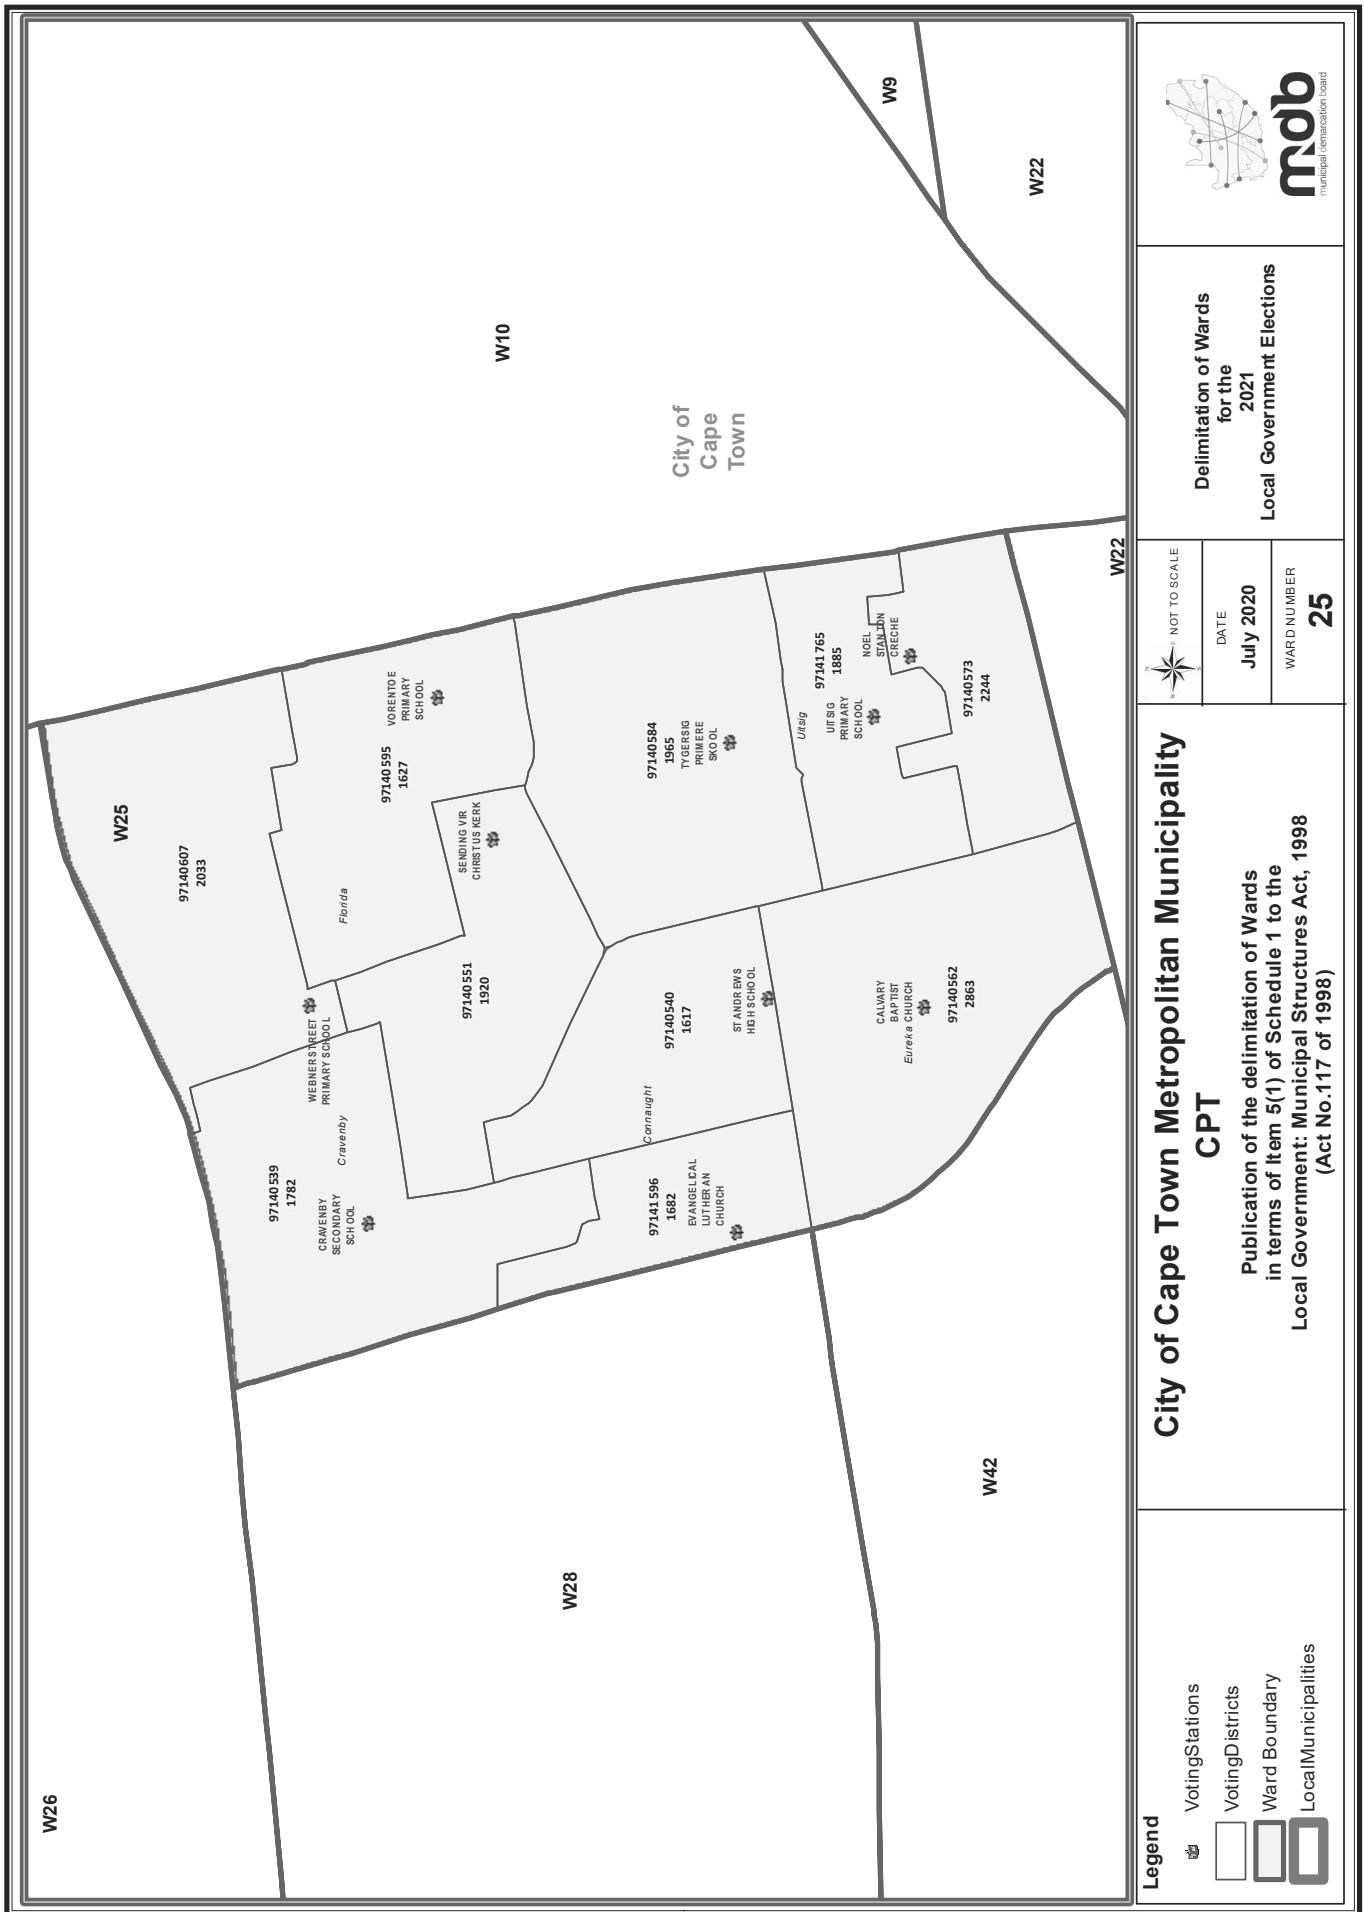 W26
W25
W10
W9
W22
W22
W28
W42
City of
Cape
Town
97140607
2033
97140595
1627
VORENTOE
PRIMARY
SCHOOL
Florida
SENDING VIR
CHRISTUS KERK
97140551
1920
WEBNERSTREET
PRIMARY SCHOOL
Cravenby
97140539
1782
CRAVENBY
SECONDARY
SCHOOL
97140584
1965
TYGERSIG
PRIMERE
SKOOL
97140540
1617
ST ANDREWS
HIGH SCHOOL
Connaught
97141596
1682
EVANGELICAL
LUTHERAN
CHURCH
Uitsig
97141765
1885
UITSIG
PRIMARY
SCHOOL
NOEL
STANTON
CRECHE
97140573
2244
CALVARY
BAPTIST
CHURCH
Eureka
97140562
2863
Legend
VotingStations
VotingDistricts
Ward Boundary
LocalMunicipalities
City of Cape Town Metropolitan Municipality
CPT
Publication of the delimitation of Wards
in terms of Item 5(1) of Schedule 1 to the
Local Government: Municipal Structures Act, 1998
(Act No.117 of 1998)
N
E
S
W
NOT TO SCALE
DATE
July 2020
WARD NUMBER
25
Delimitation of Wards
for the
2021
Local Government Elections
mdb
municipal demarcation board